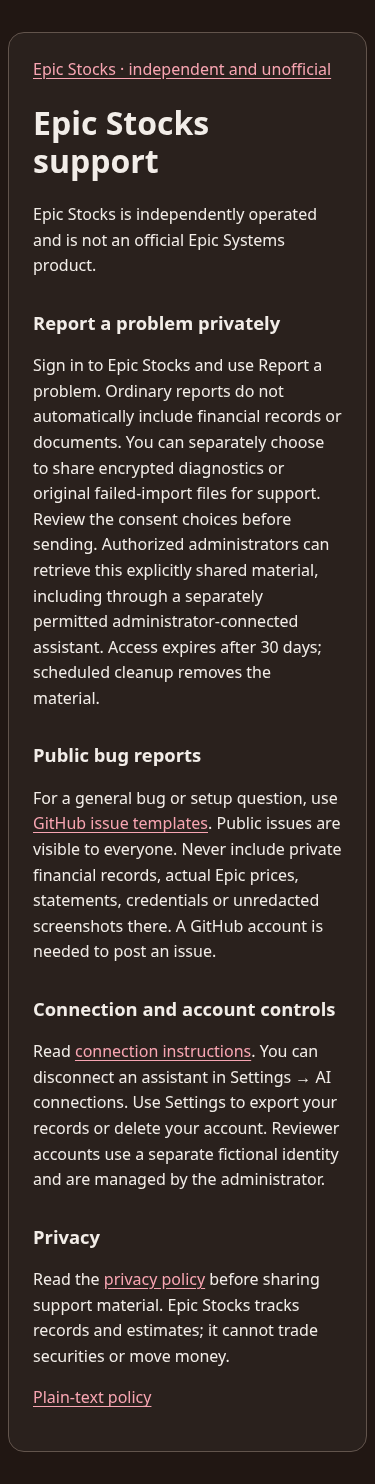 Epic Stocks · independent and unofficial
Epic Stocks
support
Epic Stocks is independently operated
and is not an official Epic Systems
product.
Report a problem privately
Sign in to Epic Stocks and use Report a
problem. Ordinary reports do not
automatically include financial records or
documents. You can separately choose
to share encrypted diagnostics or
original failed-import files for support.
Review the consent choices before
sending. Authorized administrators can
retrieve this explicitly shared material,
including through a separately
permitted administrator-connected
assistant. Access expires after 30 days;
scheduled cleanup removes the
material.
Public bug reports
For a general bug or setup question, use
GitHub issue templates. Public issues are
visible to everyone. Never include private
financial records, actual Epic prices,
statements, credentials or unredacted
screenshots there. A GitHub account is
needed to post an issue.
Connection and account controls
Read connection instructions. You can
disconnect an assistant in Settings → AI
connections. Use Settings to export your
records or delete your account. Reviewer
accounts use a separate fictional identity
and are managed by the administrator.
Privacy
Read the privacy policy before sharing
support material. Epic Stocks tracks
records and estimates; it cannot trade
securities or move money.
Plain-text policy